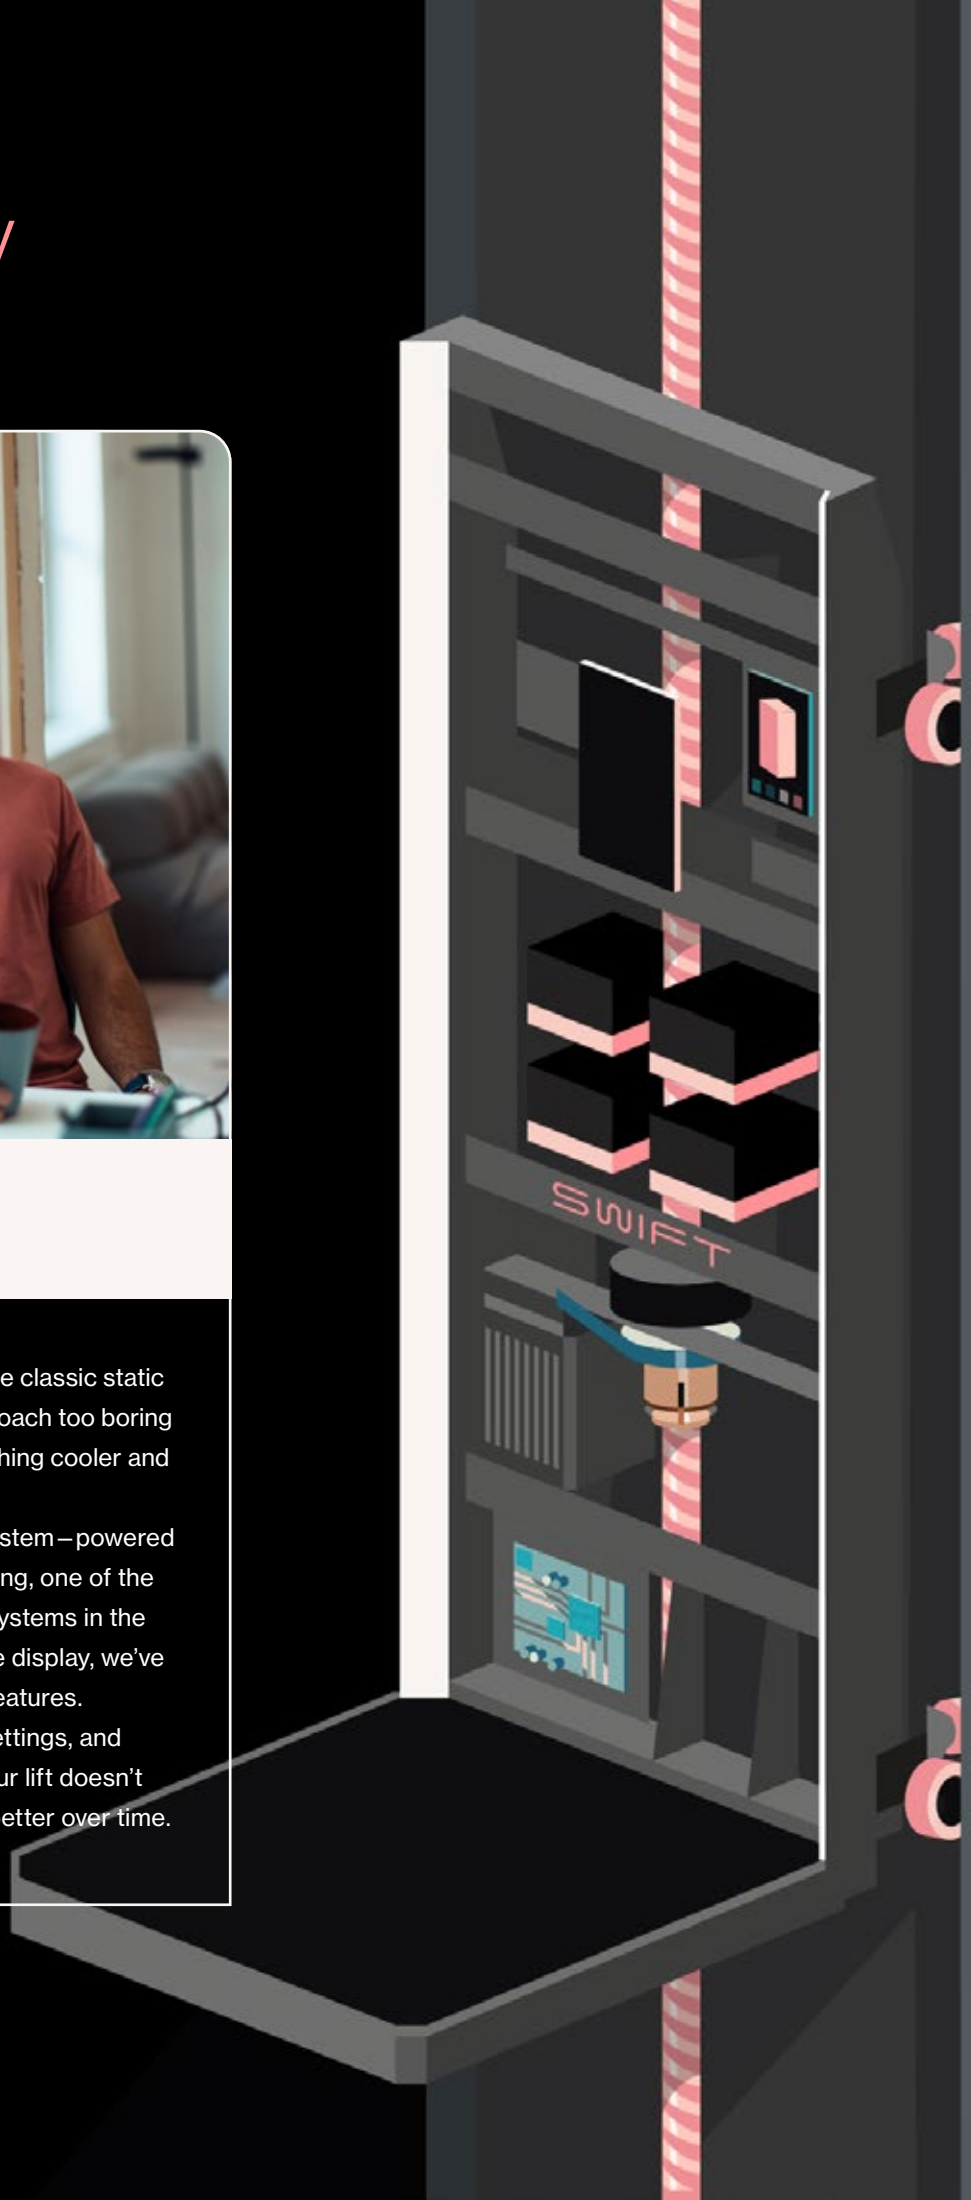 y
SWIFT
e classic static
oach too boring
hing cooler and
stem—powered
ng, one of the
ystems in the
e display, we’ve
eatures.
ettings, and
ur lift doesn’t
etter over time.